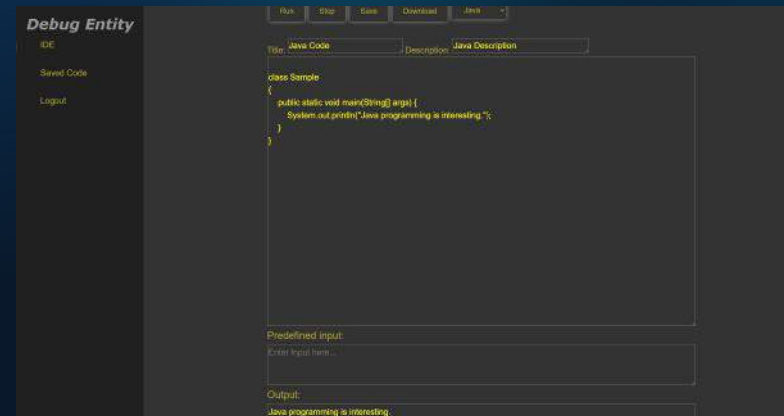 Run Stop Save Download Java
Debug Entity
IDE
Title: Java Code Description: Java Description
Saved Code
class Sample
Logout
{
public static void main(String[] args) {
System.out.println("Java programming is interesting.");
}
}
Predefined input:
Enter Input here...
Output:
Java programming is interesting.